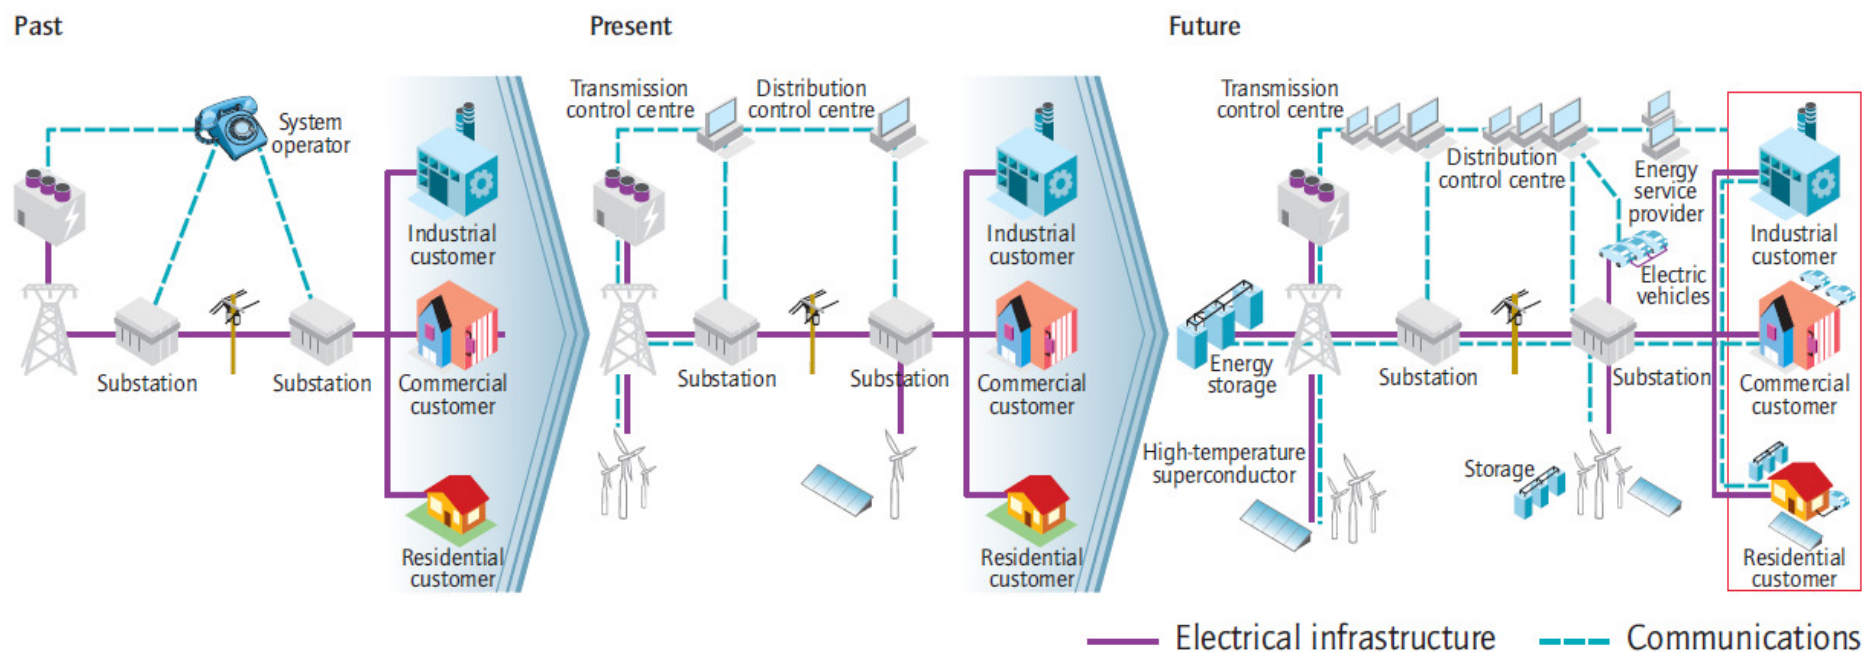 Past
System
operator
Substation
Substation
Industrial
customer
Commercial
customer
Residential
customer
Present
Transmission
control centre
Distribution
control centre
Substation
Substation
Industrial
customer
Commercial
customer
Residential
customer
Future
Transmission
control centre
Distribution
control centre
Energy
service
provider
Electric
vehicles
Energy
storage
Substation
Substation
High-temperature
superconductor
Storage
Industrial
customer
Commercial
customer
Residential
customer
Electrical infrastructure
Communications